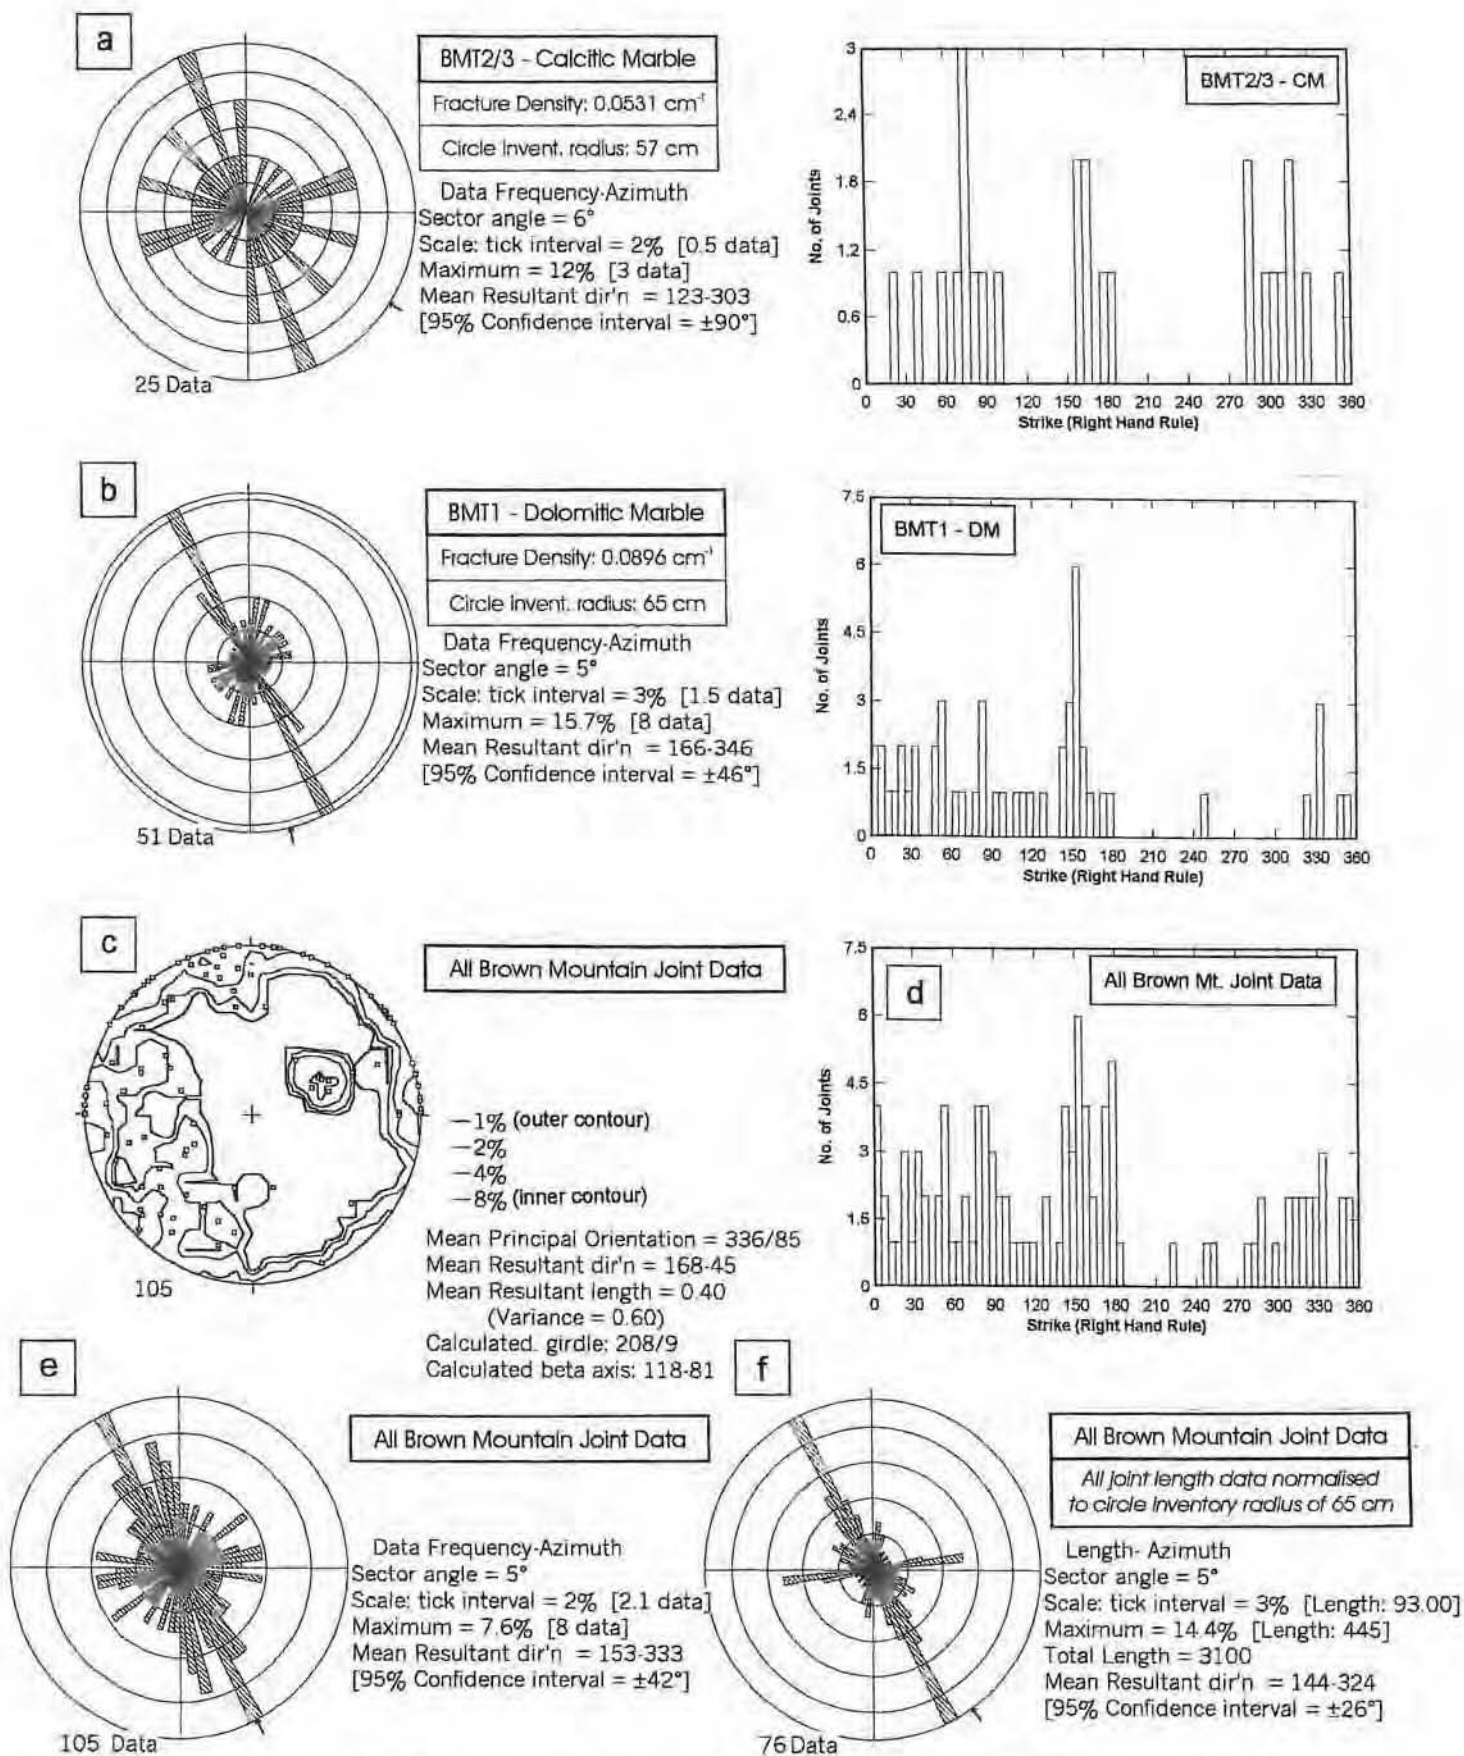 a
BMT2/3 - Calcitic Marble
Fracture Density: 0.0531 cm⁻¹
Circle Invent. radius: 57 cm
Data Frequency-Azimuth
Sector angle = 6°
Scale: tick interval = 2% [0.5 data]
Maximum = 12% [3 data]
Mean Resultant dir'n = 123-303
[95% Confidence interval = ±90°]
25 Data
BMT2/3 - CM
No. of Joints
3
2.4
1.8
1.2
0.6
0
0 30 60 90 120 150 180 210 240 270 300 330 360
Strike (Right Hand Rule)
b
BMT1 - Dolomitic Marble
Fracture Density: 0.0896 cm⁻¹
Circle Invent. radius: 65 cm
Data Frequency-Azimuth
Sector angle = 5°
Scale: tick interval = 3% [1.5 data]
Maximum = 15.7% [8 data]
Mean Resultant dir'n = 166-346
[95% Confidence interval = ±46°]
51 Data
BMT1 - DM
No. of Joints
7.5
6
4.5
3
1.5
0
0 30 60 90 120 150 180 210 240 270 300 330 360
Strike (Right Hand Rule)
c
All Brown Mountain Joint Data
—1% (outer contour)
—2%
—4%
—8% (inner contour)
Mean Principal Orientation = 336/85
Mean Resultant dir'n = 168-45
Mean Resultant length = 0.40
(Variance = 0.60)
Calculated. girdle: 208/9
Calculated beta axis: 118-81
105
d
All Brown Mt. Joint Data
No. of Joints
7.5
6
4.5
3
1.5
0
0 30 60 90 120 150 180 210 240 270 300 330 360
Strike (Right Hand Rule)
e
All Brown Mountain Joint Data
Data Frequency-Azimuth
Sector angle = 5°
Scale: tick interval = 2% [2.1 data]
Maximum = 7.6% [8 data]
Mean Resultant dir'n = 153-333
[95% Confidence interval = ±42°]
105 Data
f
All Brown Mountain Joint Data
All joint length data normalised
to circle inventory radius of 65 cm
Length- Azimuth
Sector angle = 5°
Scale: tick interval = 3% [Length: 93.00]
Maximum = 14.4% [Length: 445]
Total Length = 3100
Mean Resultant dir'n = 144-324
[95% Confidence interval = ±26°]
76 Data